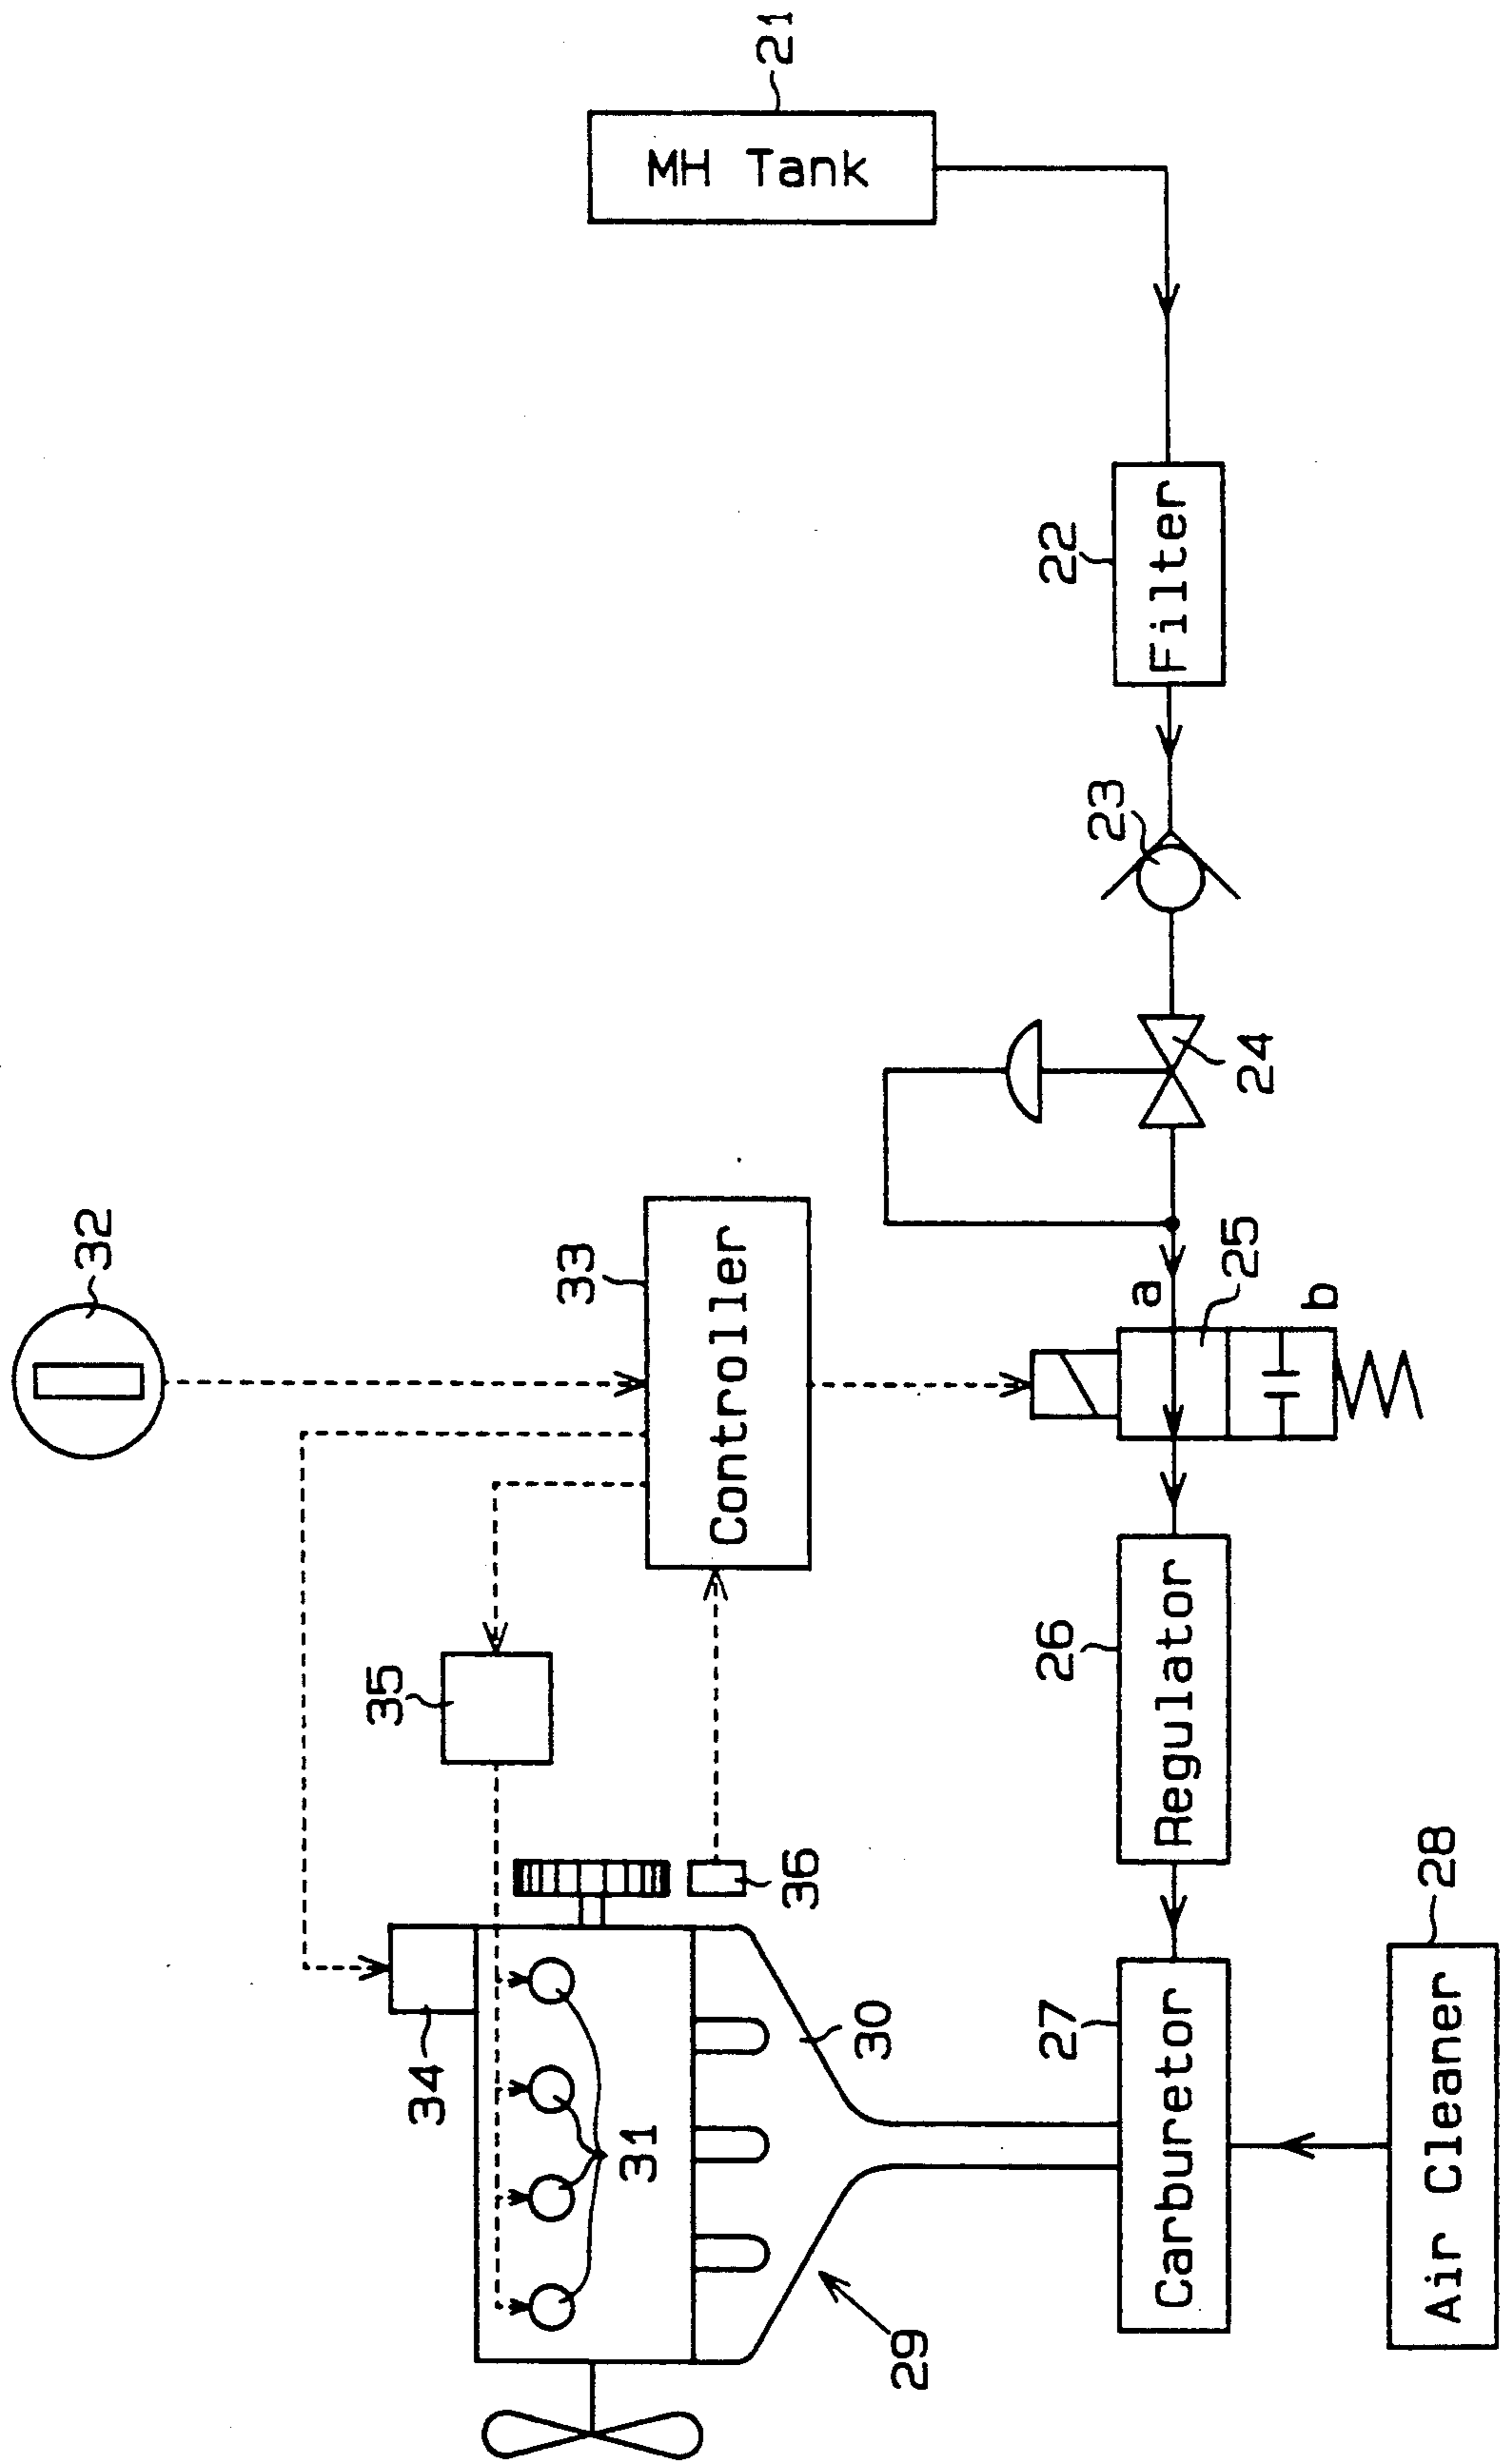 21
MH Tank
22
Filter
23
24
32
33
Controller
a
25
b
35
26
Regulator
36
34
31
30
27
Carburetor
28
Air Cleaner
29